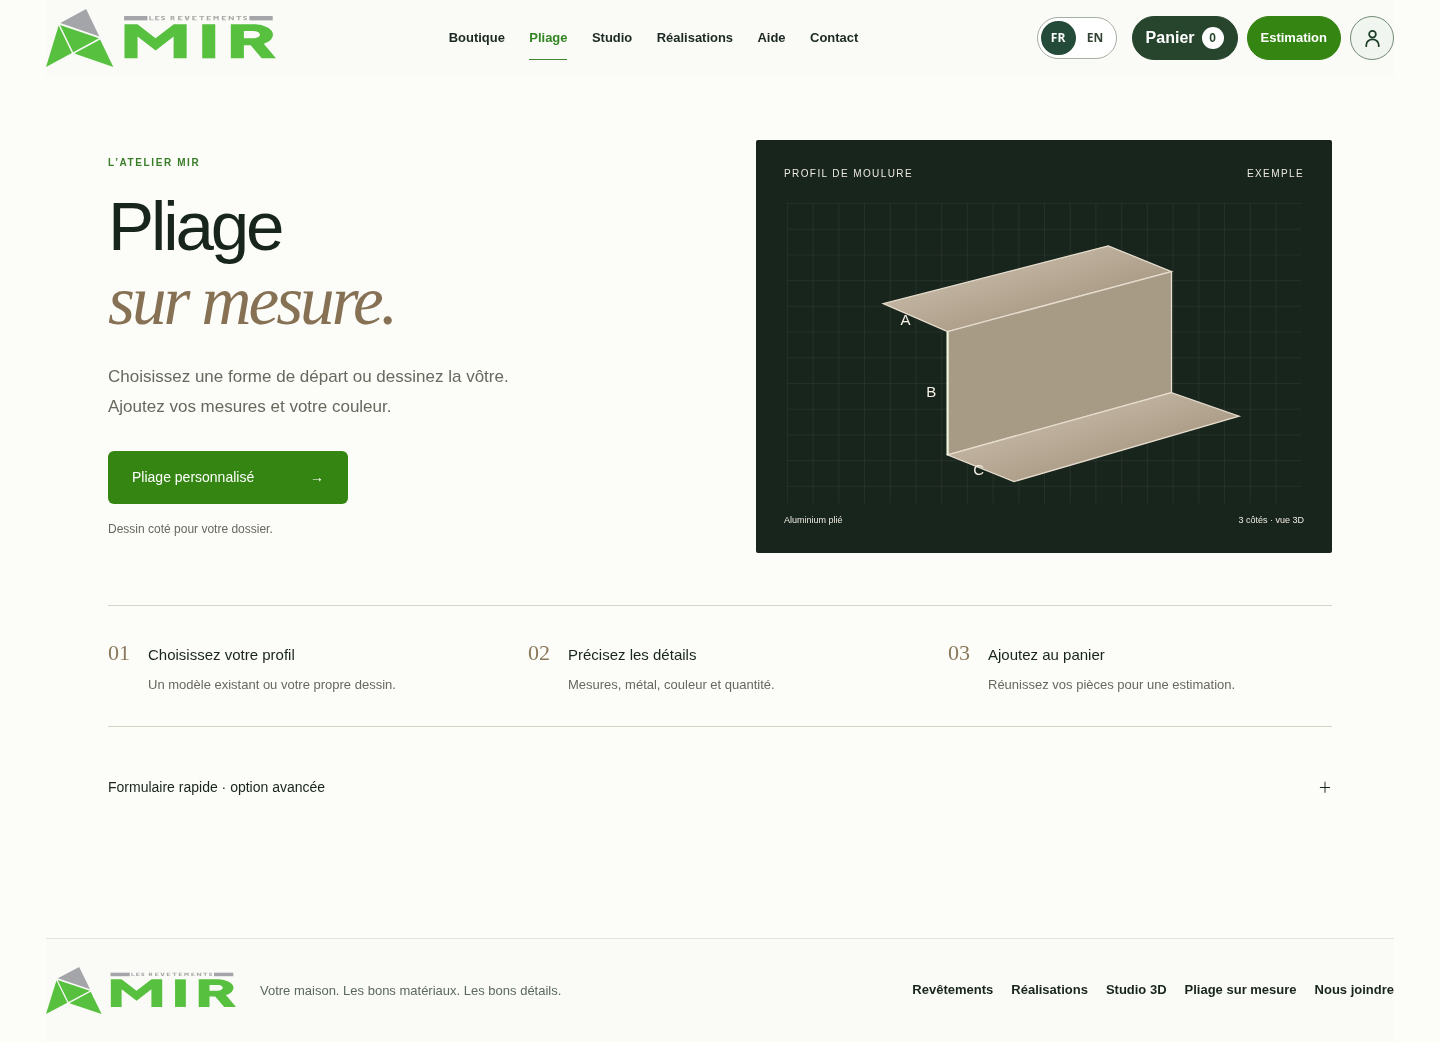 LES REVETEMENTS
MIR
Boutique
Pliage
Studio
Réalisations
Aide
Contact
FR
EN
Panier 0
Estimation
L'ATELIER MIR
Pliage
sur mesure.
Choisissez une forme de départ ou dessinez la vôtre.
Ajoutez vos mesures et votre couleur.
Pliage personnalisé →
Dessin coté pour votre dossier.
PROFIL DE MOULURE
EXEMPLE
A
B
C
Aluminium plié
3 côtés · vue 3D
01 Choisissez votre profil
Un modèle existant ou votre propre dessin.
02 Précisez les détails
Mesures, métal, couleur et quantité.
03 Ajoutez au panier
Réunissez vos pièces pour une estimation.
Formulaire rapide · option avancée +
LES REVETEMENTS
MIR
Votre maison. Les bons matériaux. Les bons détails.
Revêtements
Réalisations
Studio 3D
Pliage sur mesure
Nous joindre